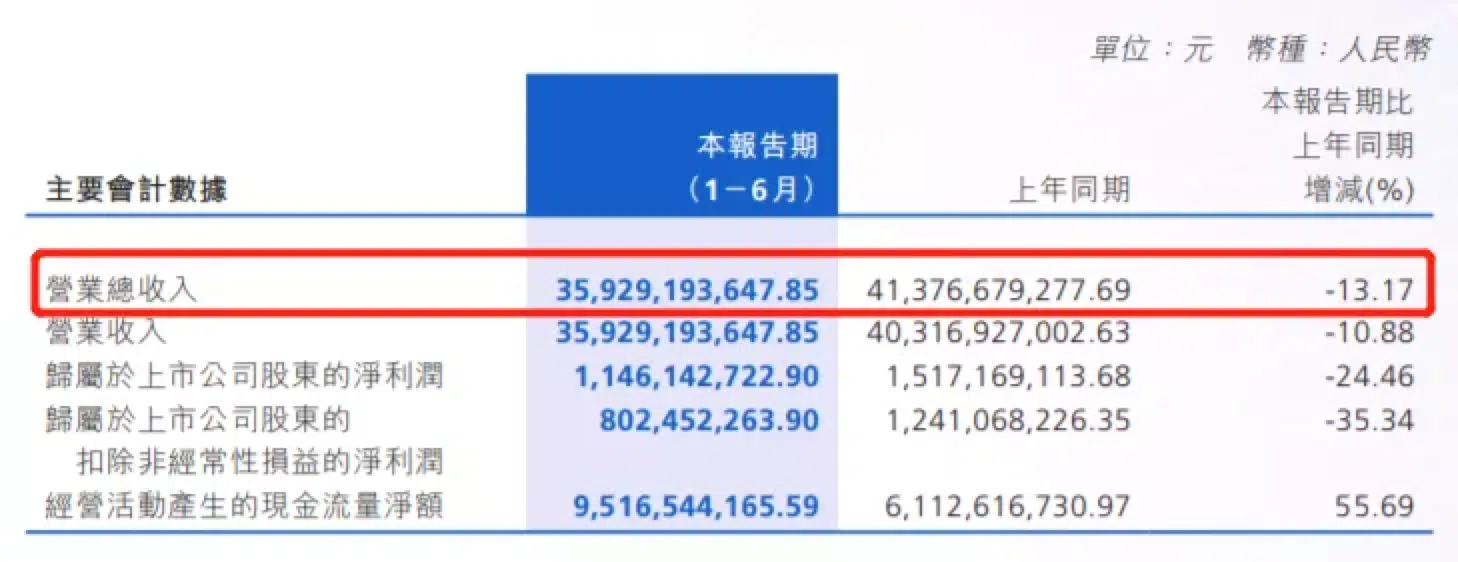 單位：元 幣種：人民幣
本報告期比
本報告期 上年同期
主要會計數據 （1－6月） 上年同期 增減(%)
營業總收入 35,929,193,647.85 41,376,679,277.69 -13.17
營業收入 35,929,193,647.85 40,316,927,002.63 -10.88
歸屬於上市公司股東的淨利潤 1,146,142,722.90 1,517,169,113.68 -24.46
歸屬於上市公司股東的 802,452,263.90 1,241,068,226.35 -35.34
扣除非經常性損益的淨利潤
經營活動產生的現金流量淨額 9,516,544,165.59 6,112,616,730.97 55.69